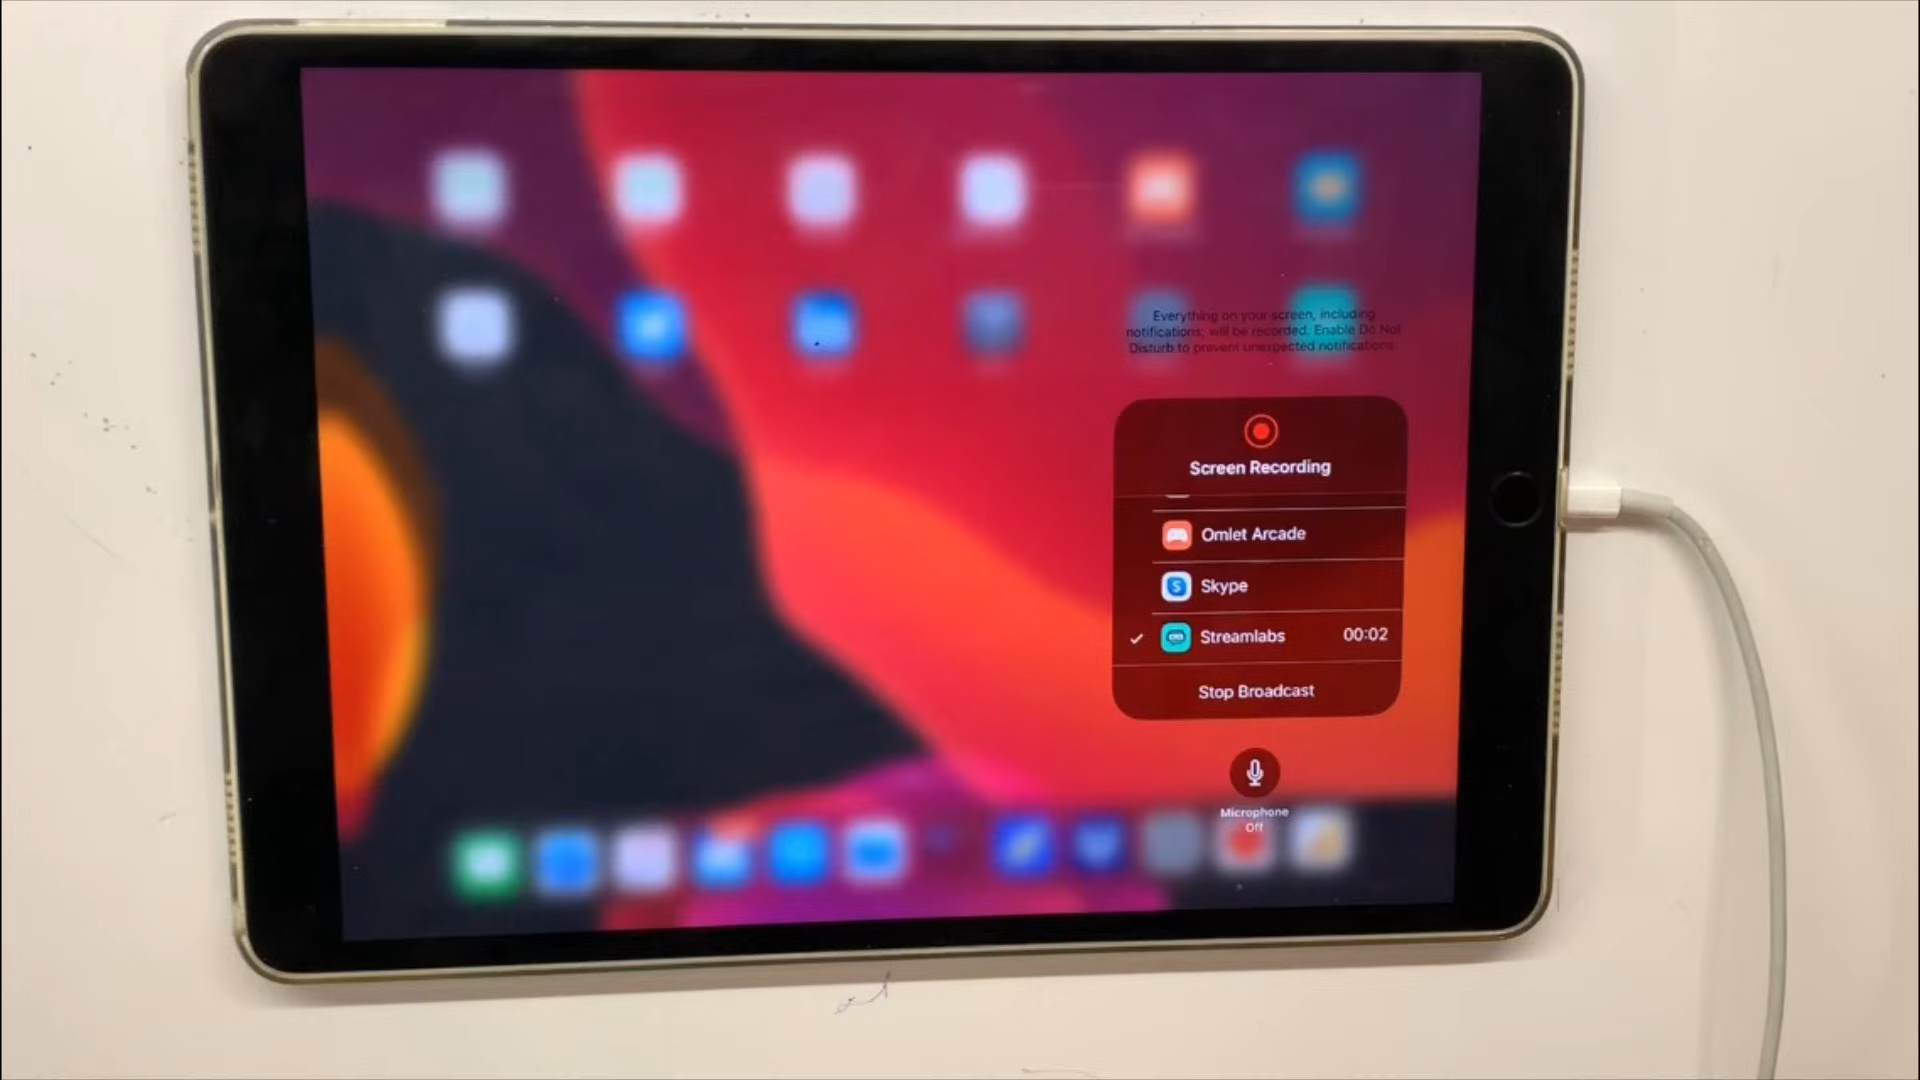 Everything on your screen, including
notifications, will be recorded. Enable Do Not
Disturb to prevent unexpected notifications.
Screen Recording
Omlet Arcade
Skype
Streamlabs 00:02
Stop Broadcast
Microphone
Off